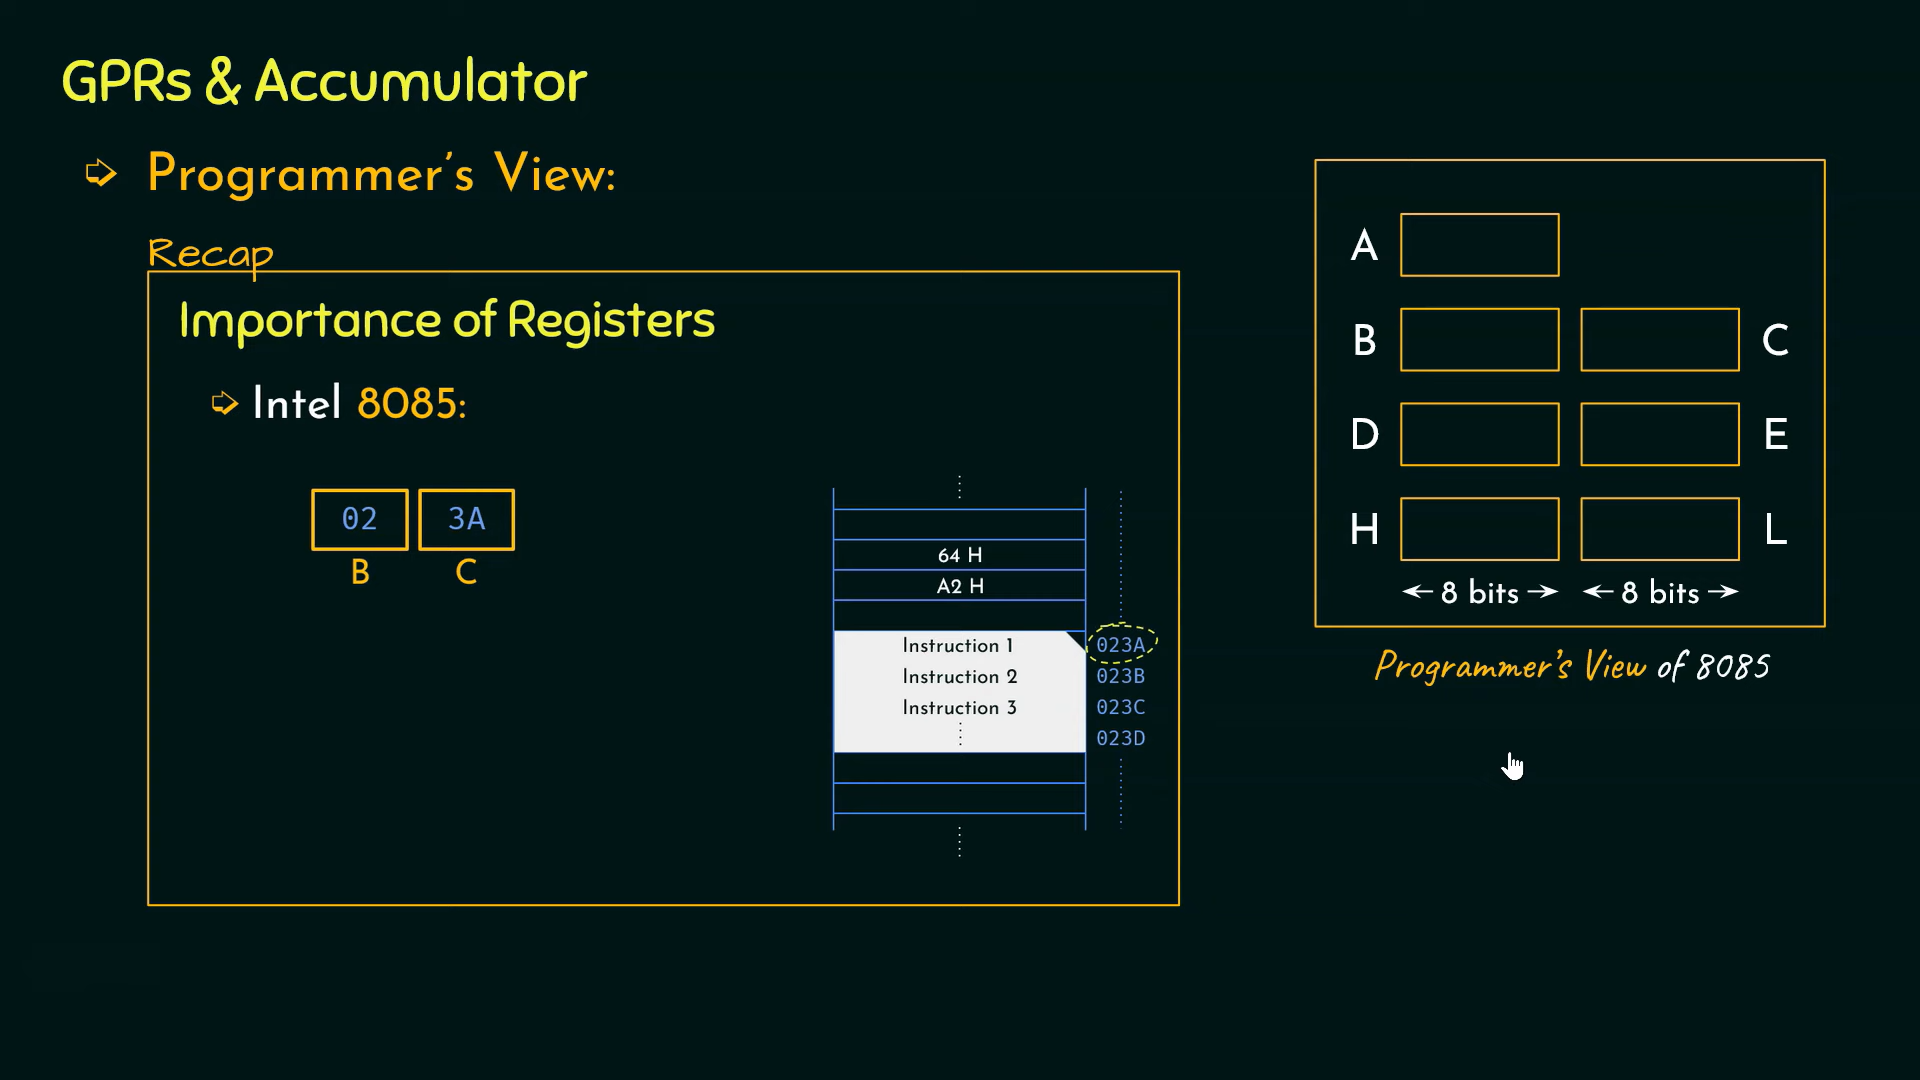 GPRs & Accumulator
➩ Programmer's View:
Recap
Importance of Registers
➩ Intel 8085:
02 3A
B C
64 H
A2 H
Instruction 1 023A
Instruction 2 023B
Instruction 3 023C
023D
A
B C
D E
H L
8 bits 8 bits
Programmer's View of 8085